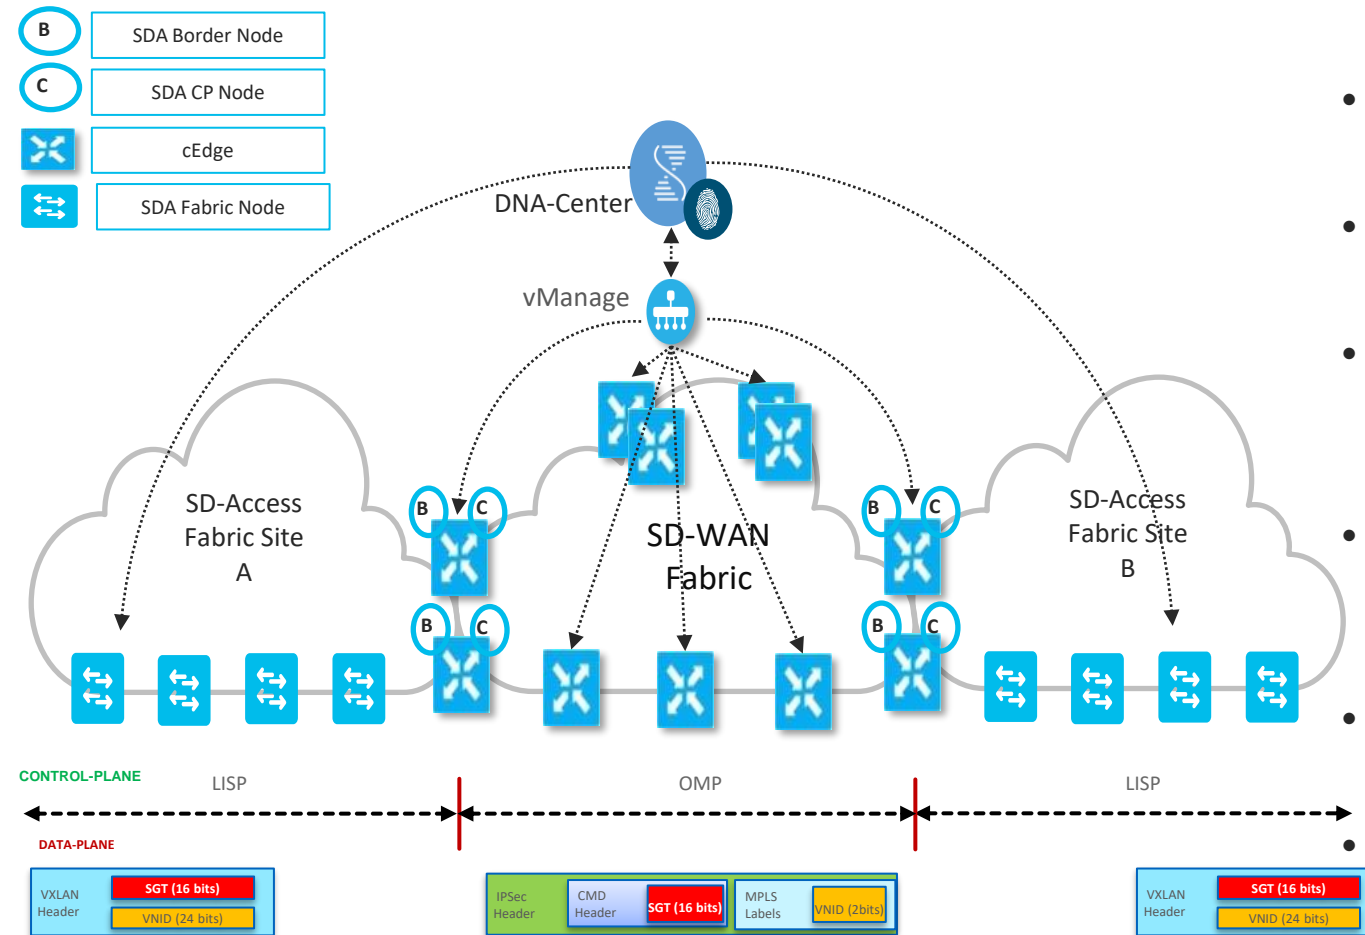 B
SDA Border Node
C
SDA CP Node
cEdge
SDA Fabric Node
DNA-Center
vManage
SD-Access
Fabric Site
A
B
C
SD-WAN
Fabric
B
C
SD-Access
Fabric Site
B
B
C
B
C
CONTROL-PLANE
LISP
OMP
LISP
DATA-PLANE
VXLAN
Header
SGT (16 bits)
VNID (24 bits)
IPSec
Header
CMD
Header
SGT (16 bits)
MPLS
Labels
VNID (2bits)
VXLAN
Header
SGT (16 bits)
VNID (24 bits)